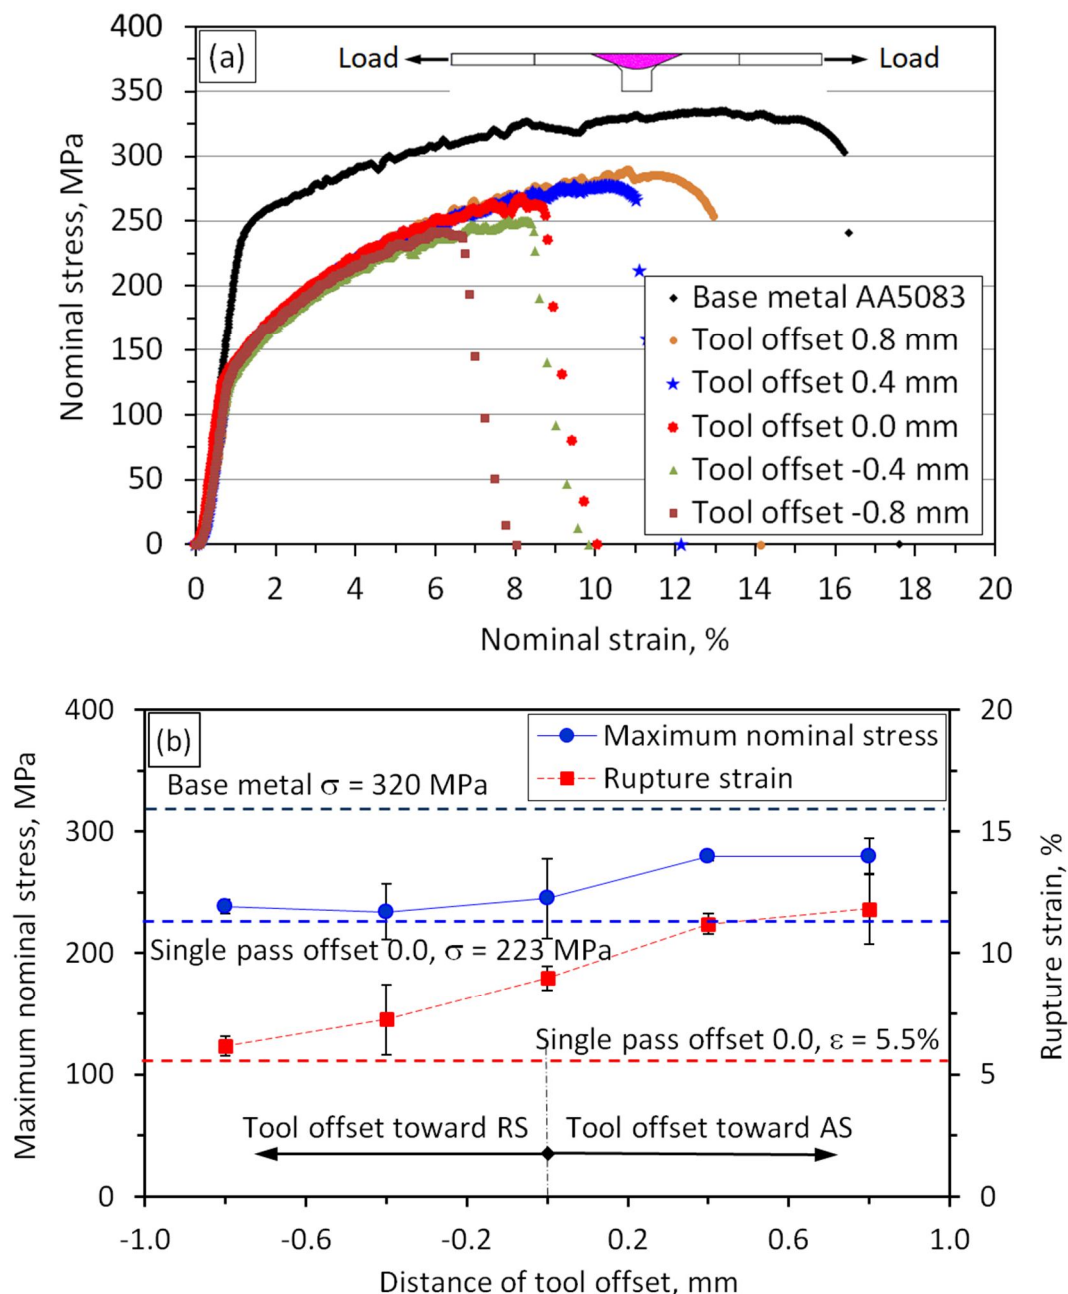 400
(a)
Load
Load
350
300
250
200
150
100
50
0
Nominal stress, MPa
Base metal AA5083
Tool offset 0.8 mm
Tool offset 0.4 mm
Tool offset 0.0 mm
Tool offset -0.4 mm
Tool offset -0.8 mm
0 2 4 6 8 10 12 14 16 18 20
Nominal strain, %
400
300
200
100
0
Maximum nominal stress, MPa
(b)
Maximum nominal stress
Rupture strain
Base metal σ = 320 MPa
Single pass offset 0.0, σ = 223 MPa
Single pass offset 0.0, ε = 5.5%
Tool offset toward RS
Tool offset toward AS
20
15
10
5
0
Rupture strain, %
-1.0 -0.6 -0.2 0.2 0.6 1.0
Distance of tool offset, mm